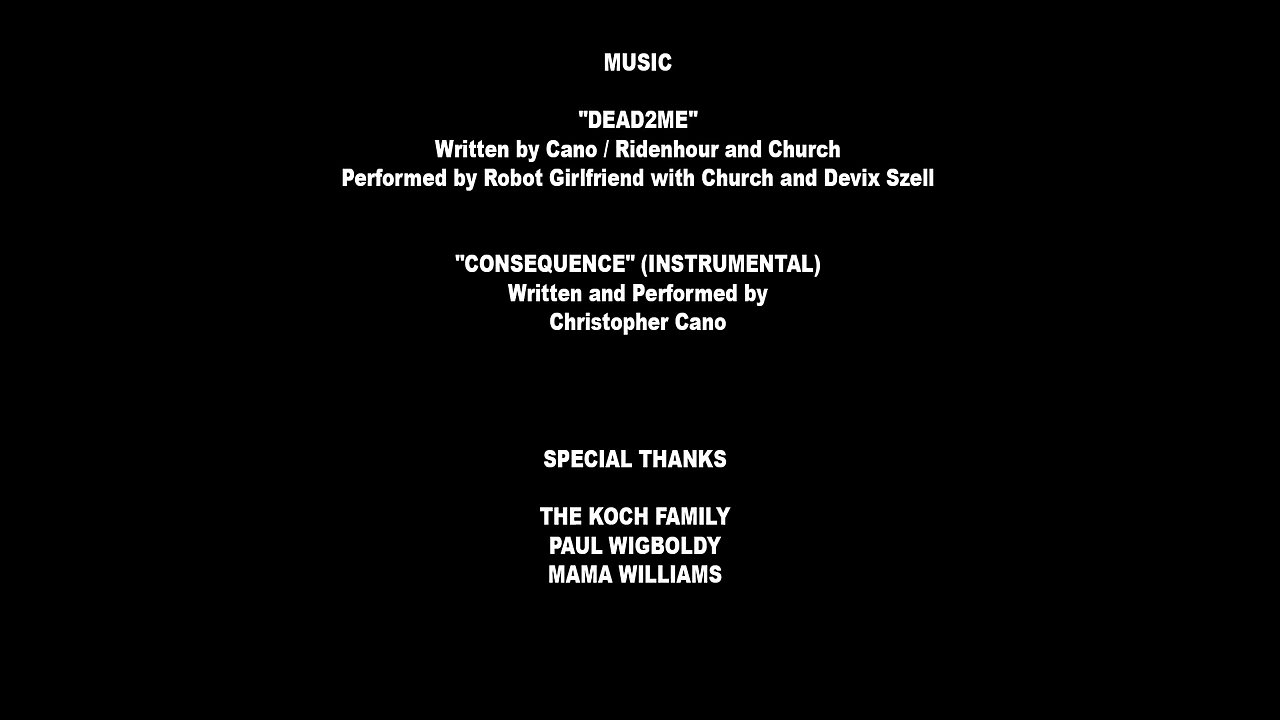 MUSIC
"DEAD2ME"
Written by Cano / Ridenhour and Church
Performed by Robot Girlfriend with Church and Devix Szell
"CONSEQUENCE" (INSTRUMENTAL)
Written and Performed by
Christopher Cano
SPECIAL THANKS
THE KOCH FAMILY
PAUL WIGBOLDY
MAMA WILLIAMS